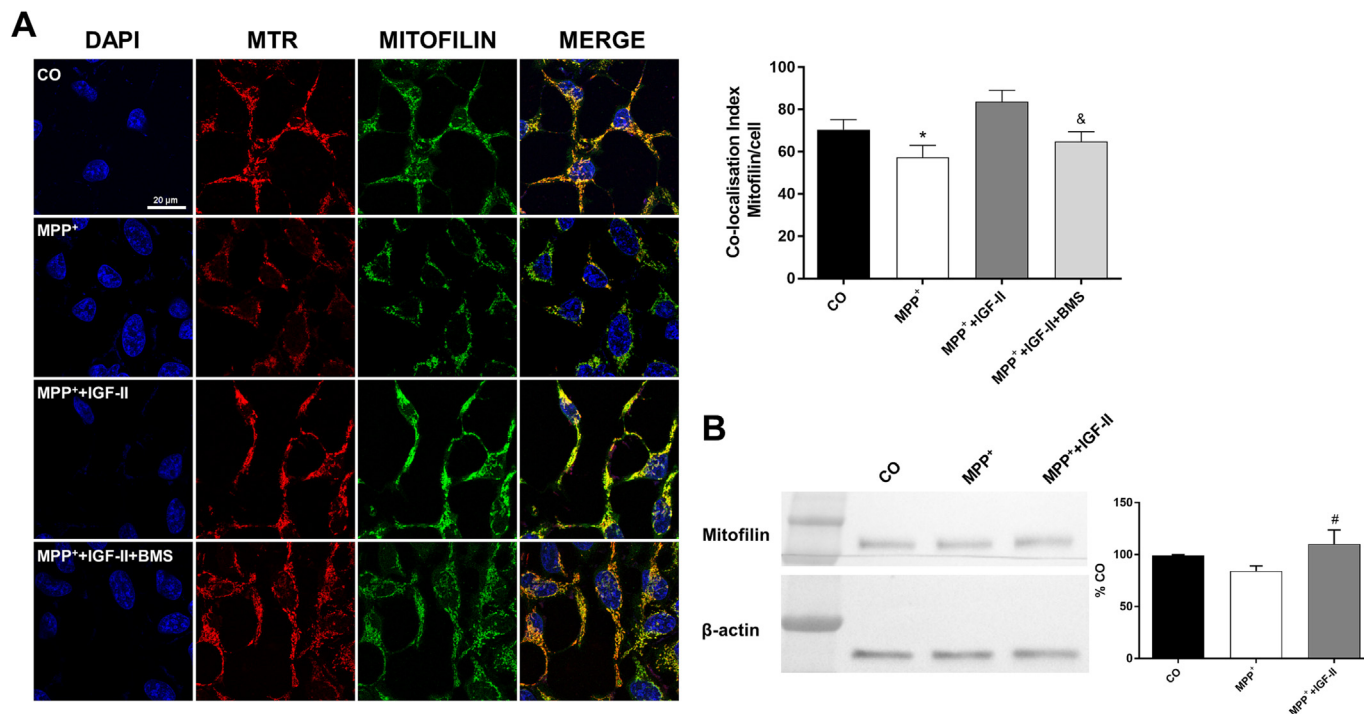 A
DAPI MTR MITOFILIN MERGE
CO
20 µm
MPP⁺
MPP⁺+IGF-II
MPP⁺+IGF-II+BMS
Co-localisation Index
Mitofilin/cell
100
80
60
40
20
0
*
&
CO
MPP⁺
MPP⁺+IGF-II
MPP⁺+IGF-II+BMS
B
CO
MPP⁺
MPP⁺+IGF-II
Mitofilin
β-actin
% CO
150
100
50
0
#
CO
MPP⁺
MPP⁺+IGF-II